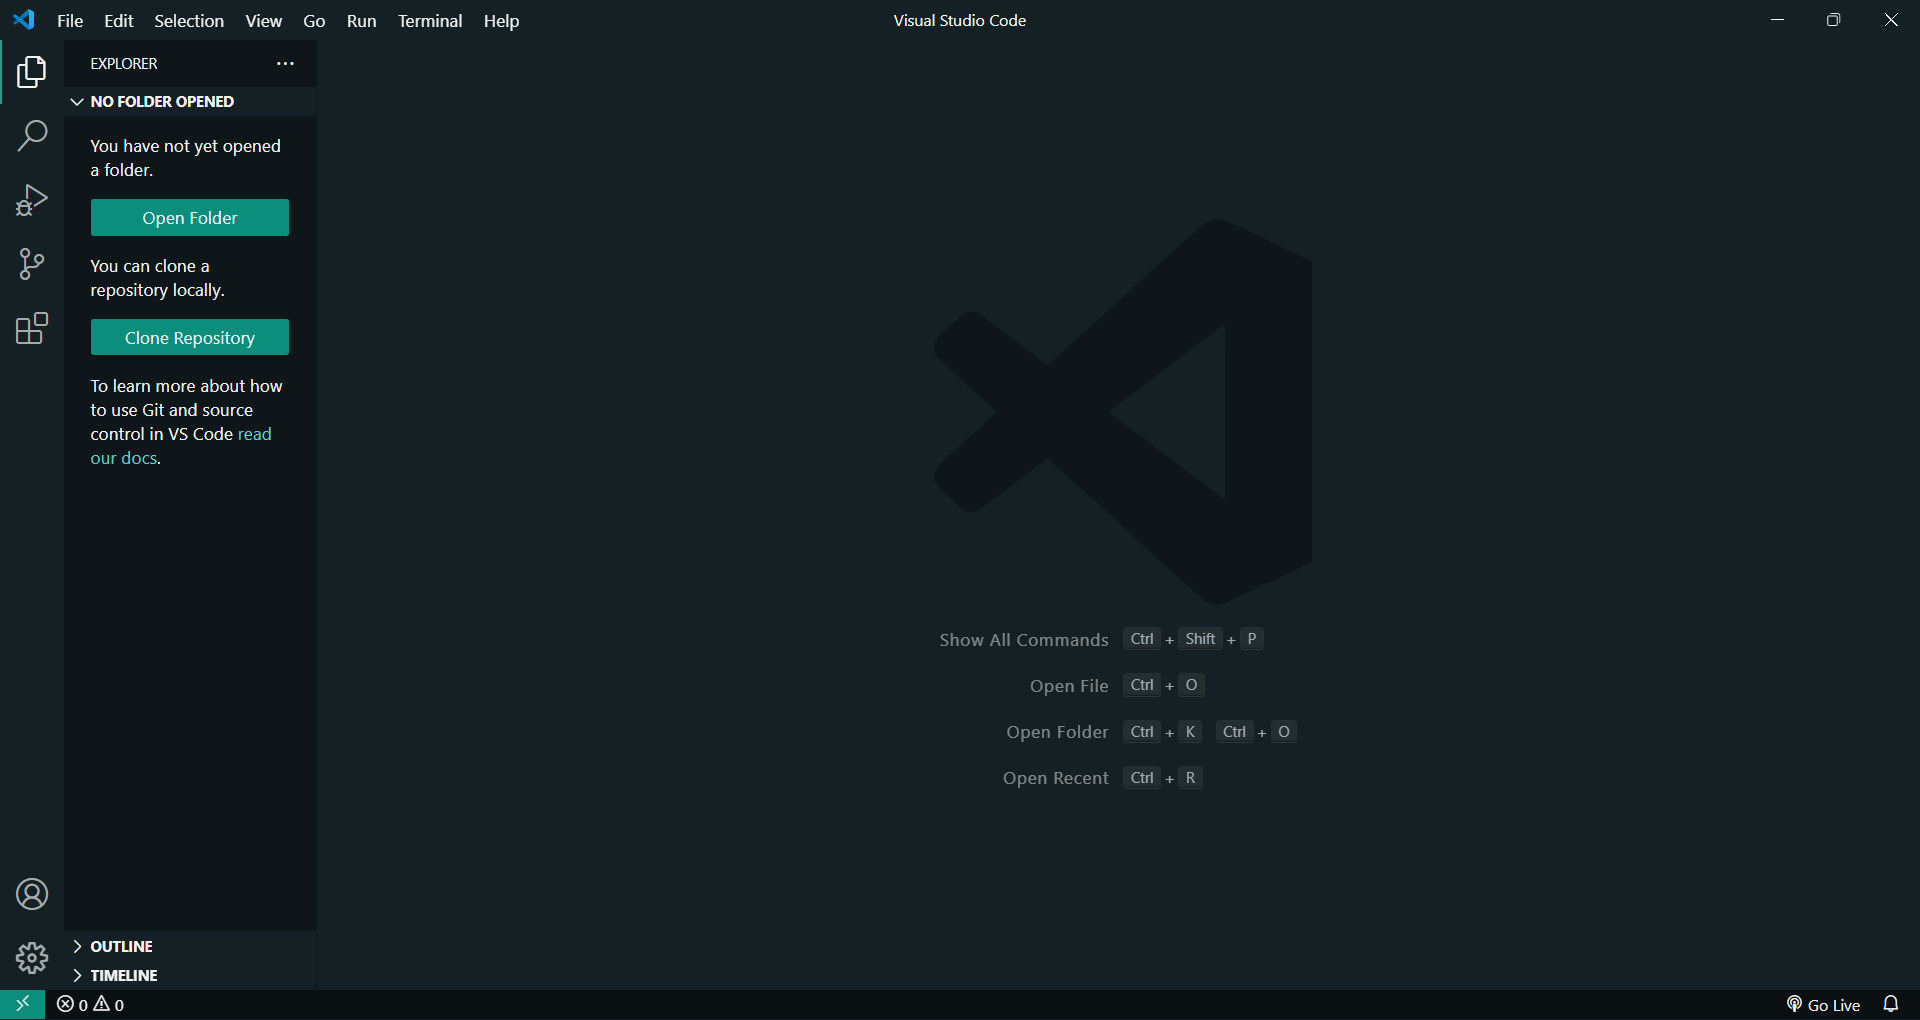 File Edit Selection View Go Run Terminal Help
Visual Studio Code
EXPLORER
NO FOLDER OPENED
You have not yet opened
a folder.
Open Folder
You can clone a
repository locally.
Clone Repository
To learn more about how
to use Git and source
control in VS Code read
our docs.
Show All Commands Ctrl + Shift + P
Open File Ctrl + O
Open Folder Ctrl + K Ctrl + O
Open Recent Ctrl + R
OUTLINE
TIMELINE
0 0
Go Live